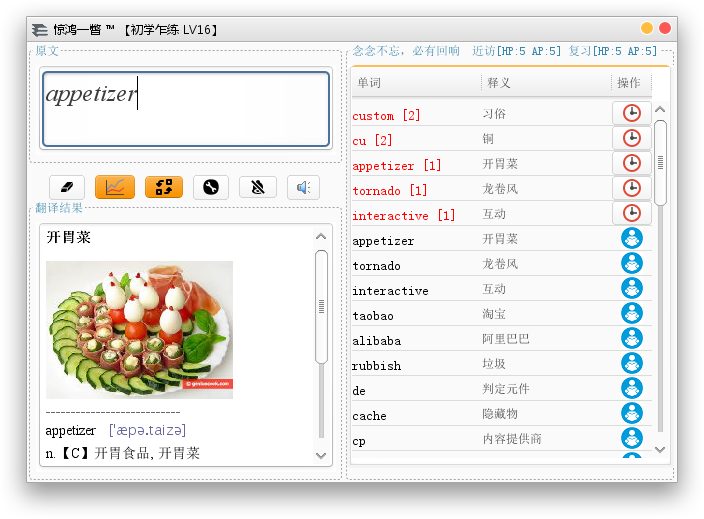 惊鸿一瞥 ™ 【初学乍练 LV16】
原文
appetizer
翻译结果
开胃菜
© geniuscook.com
---------------------------
appetizer ['æpə.taizə]
n.【C】开胃食品, 开胃菜
念念不忘，必有回响 近访[HP:5 AP:5] 复习[HP:5 AP:5]
单词 释义 操作
custom [2] 习俗
cu [2] 铜
appetizer [1] 开胃菜
tornado [1] 龙卷风
interactive [1] 互动
appetizer 开胃菜
tornado 龙卷风
interactive 互动
taobao 淘宝
alibaba 阿里巴巴
rubbish 垃圾
de 判定元件
cache 隐藏物
cp 内容提供商